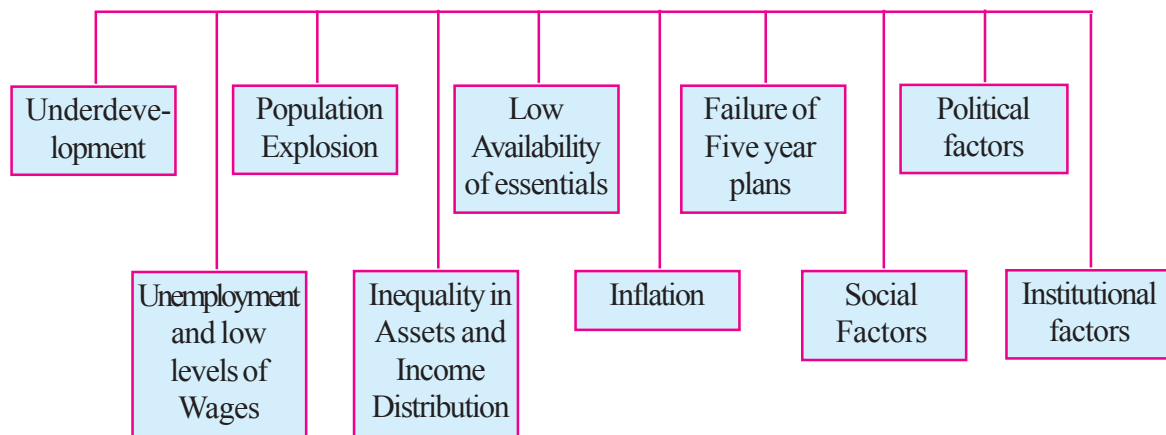 Underdeve-
lopment
Population
Explosion
Low
Availability
of essentials
Failure of
Five year
plans
Political
factors
Unemployment
and low
levels of
Wages
Inequality in
Assets and
Income
Distribution
Inflation
Social
Factors
Institutional
factors